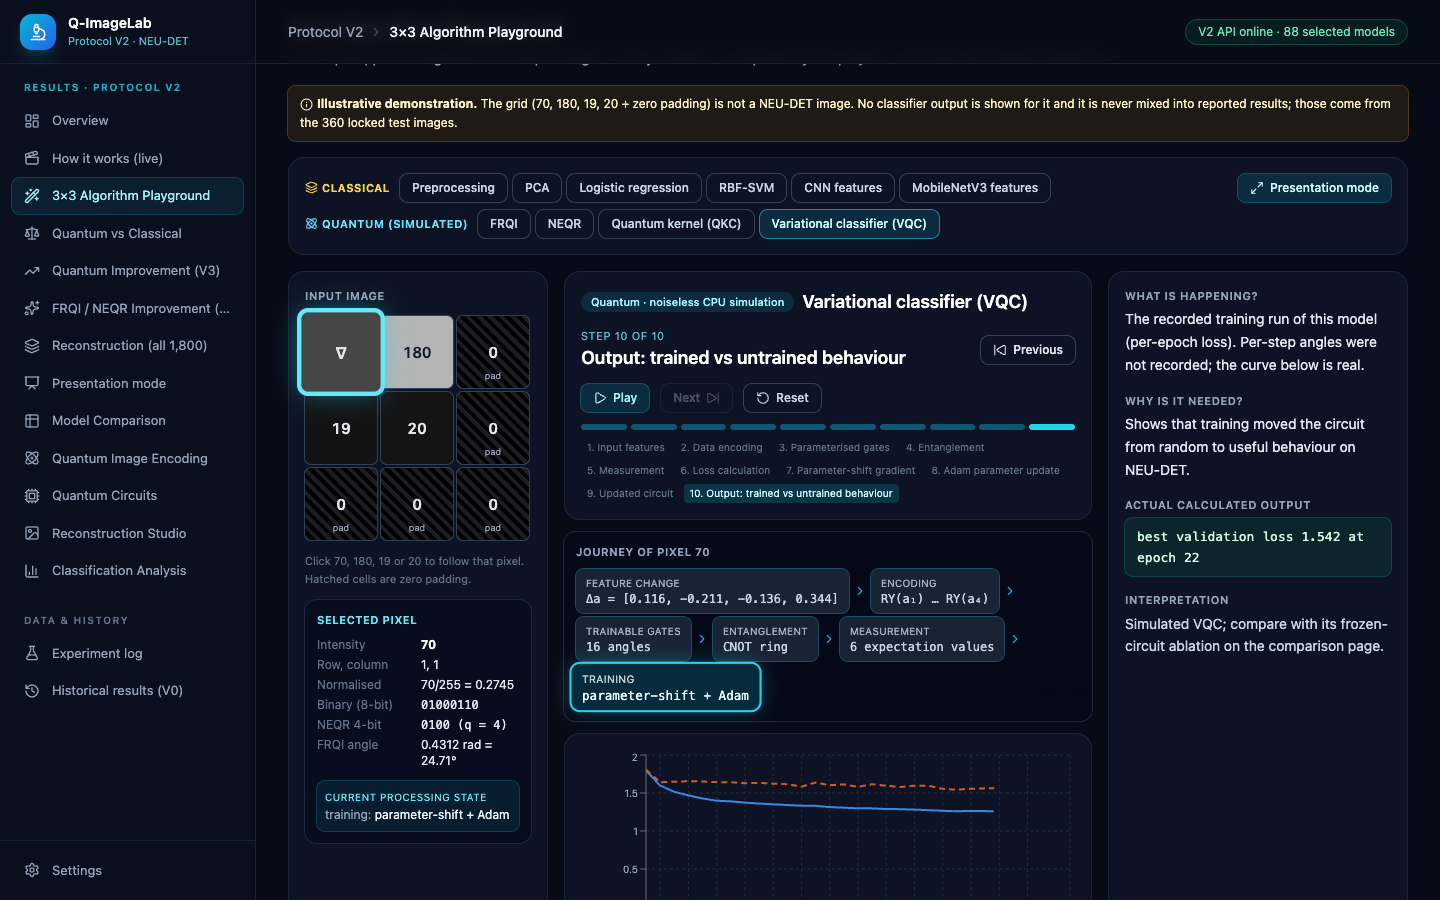 Q-ImageLab
Protocol V2 · NEU-DET
RESULTS · PROTOCOL V2
Overview
How it works (live)
3×3 Algorithm Playground
Quantum vs Classical
Quantum Improvement (V3)
FRQI / NEQR Improvement (...
Reconstruction (all 1,800)
Presentation mode
Model Comparison
Quantum Image Encoding
Quantum Circuits
Reconstruction Studio
Classification Analysis
DATA & HISTORY
Experiment log
Historical results (V0)
Settings
Protocol V2 > 3×3 Algorithm Playground
V2 API online · 88 selected models
Illustrative demonstration. The grid (70, 180, 19, 20 + zero padding) is not a NEU-DET image. No classifier output is shown for it and it is never mixed into reported results; those come from
the 360 locked test images.
CLASSICAL Preprocessing PCA Logistic regression RBF-SVM CNN features MobileNetV3 features
Presentation mode
QUANTUM (SIMULATED) FRQI NEQR Quantum kernel (QKC) Variational classifier (VQC)
INPUT IMAGE
∇ 180 0
pad
19 20 0
pad
0 0 0
pad pad pad
Click 70, 180, 19 or 20 to follow that pixel.
Hatched cells are zero padding.
SELECTED PIXEL
Intensity 70
Row, column 1, 1
Normalised 70/255 = 0.2745
Binary (8-bit) 01000110
NEQR 4-bit 0100 (q = 4)
FRQI angle 0.4312 rad =
24.71°
CURRENT PROCESSING STATE
training: parameter-shift + Adam
Quantum · noiseless CPU simulation Variational classifier (VQC)
STEP 10 OF 10
Output: trained vs untrained behaviour
Previous
Play Next Reset
1. Input features 2. Data encoding 3. Parameterised gates 4. Entanglement
5. Measurement 6. Loss calculation 7. Parameter-shift gradient 8. Adam parameter update
9. Updated circuit 10. Output: trained vs untrained behaviour
JOURNEY OF PIXEL 70
FEATURE CHANGE
Δa = [0.116, −0.211, −0.136, 0.344]
ENCODING
RY(a₁) … RY(a₄)
TRAINABLE GATES
16 angles
ENTANGLEMENT
CNOT ring
MEASUREMENT
6 expectation values
TRAINING
parameter-shift + Adam
2
1.5
1
0.5
WHAT IS HAPPENING?
The recorded training run of this model
(per-epoch loss). Per-step angles were
not recorded; the curve below is real.
WHY IS IT NEEDED?
Shows that training moved the circuit
from random to useful behaviour on
NEU-DET.
ACTUAL CALCULATED OUTPUT
best validation loss 1.542 at
epoch 22
INTERPRETATION
Simulated VQC; compare with its frozen-
circuit ablation on the comparison page.